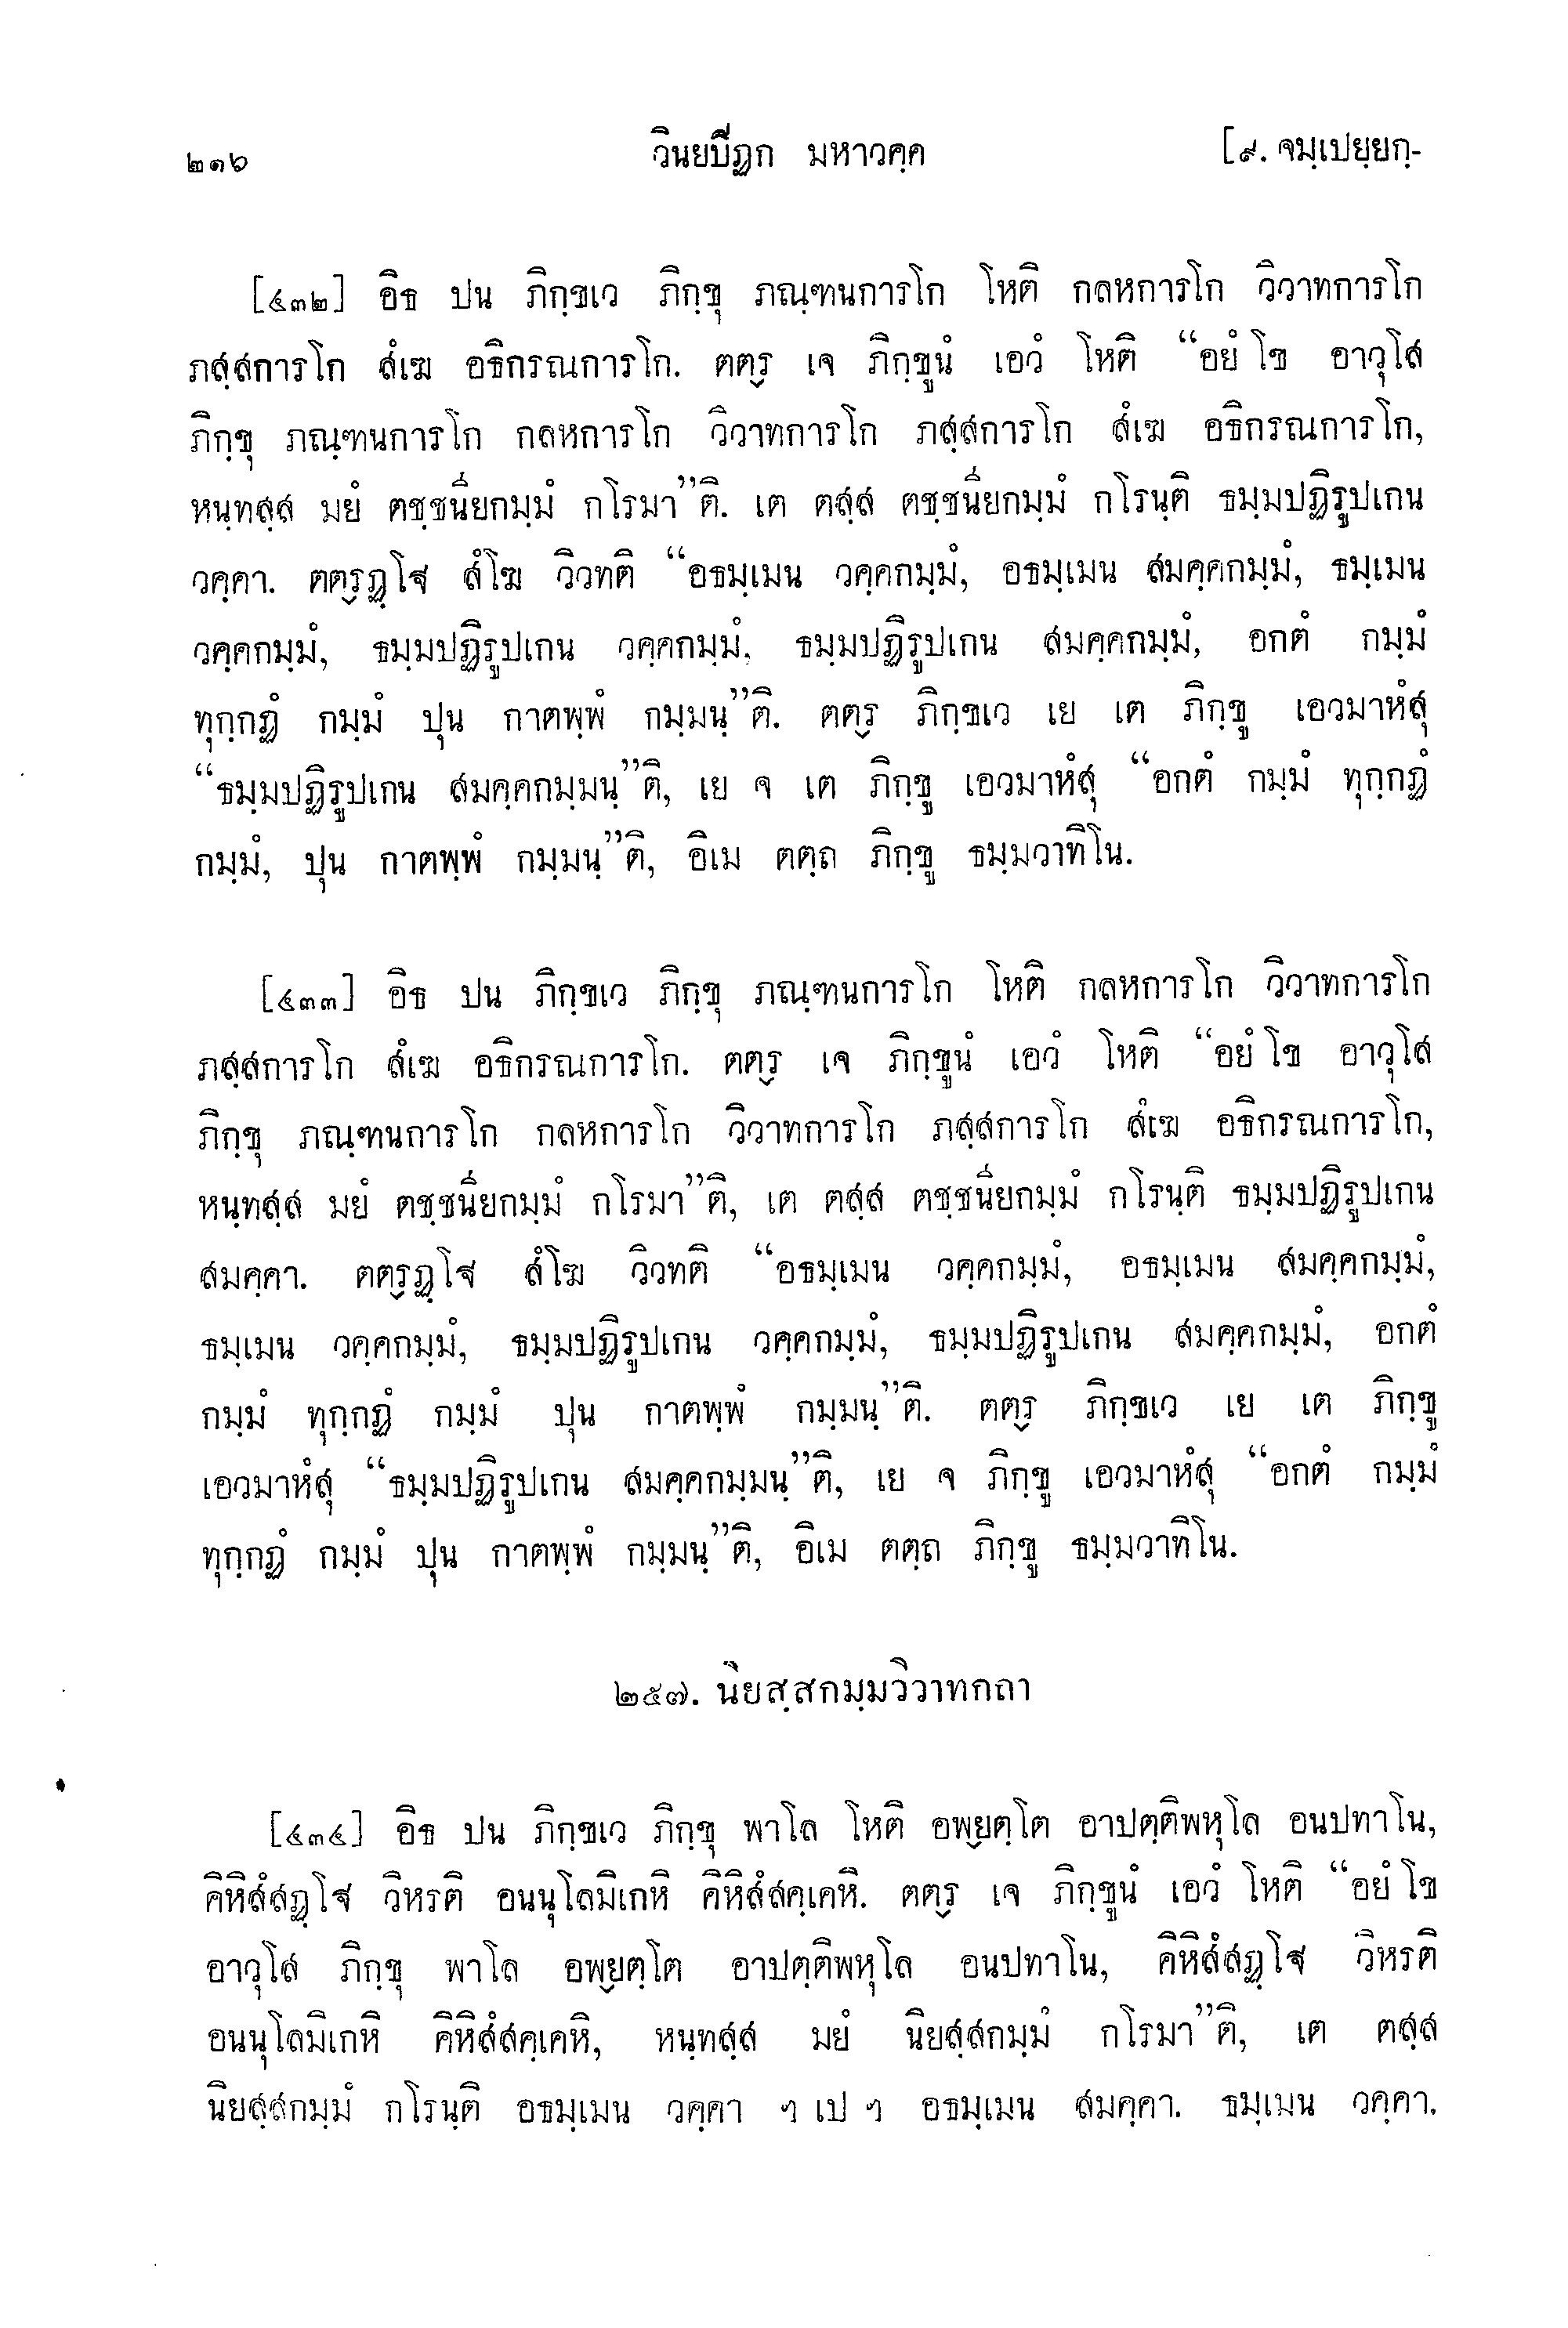 ๒๑๖ วินยปิฏก มหาวคฺค [๙. จมฺเปยฺยกฺ-
[๔๓๒] อิธ ปน ภิกฺขเว ภิกฺขุ ภณฺฑนการโก โหติ กลหการโก วิวาทการโก
ภสฺสการโก สํเฆ อธิกรณการโก. ตตฺร เจ ภิกฺขูนํ เอวํ โหติ “อยํ โข อาวุโส
ภิกฺขุ ภณฺฑนการโก กลหการโก วิวาทการโก ภสฺสการโก สํเฆ อธิกรณการโก,
หนฺทสฺส มยํ ตชฺชนิยกมฺมํ กโรมา”ติ. เต ตสฺส ตชฺชนิยกมฺมํ กโรนฺติ ธมฺมปฏิรูปเกน
วคฺคา. ตตฺรฏฺโฐ สํโฆ วิวทติ “อธมฺเมน วคฺคกมฺมํ, อธมฺเมน สมคฺคกมฺมํ, ธมฺเมน
วคฺคกมฺมํ, ธมฺมปฏิรูปเกน วคฺคกมฺมํ, ธมฺมปฏิรูปเกน สมคฺคกมฺมํ, อกตํ กมฺมํ
ทุกฺกฏํ กมฺมํ ปุน กาตพฺพํ กมฺมนฺ”ติ. ตตฺร ภิกฺขเว เย เต ภิกฺขู เอวมาหํสุ
“ธมฺมปฏิรูปเกน สมคฺคกมฺมนฺ”ติ, เย จ เต ภิกฺขู เอวมาหํสุ “อกตํ กมฺมํ ทุกฺกฏํ
กมฺมํ, ปุน กาตพฺพํ กมฺมนฺ”ติ, อิเม ตตฺถ ภิกฺขู ธมฺมวาทิโน.
[๔๓๓] อิธ ปน ภิกฺขเว ภิกฺขุ ภณฺฑนการโก โหติ กลหการโก วิวาทการโก
ภสฺสการโก สํเฆ อธิกรณการโก. ตตฺร เจ ภิกฺขูนํ เอวํ โหติ “อยํ โข อาวุโส
ภิกฺขุ ภณฺฑนการโก กลหการโก วิวาทการโก ภสฺสการโก สํเฆ อธิกรณการโก,
หนฺทสฺส มยํ ตชฺชนิยกมฺมํ กโรมา”ติ, เต ตสฺส ตชฺชนิยกมฺมํ กโรนฺติ ธมฺมปฏิรูปเกน
สมคฺคา. ตตฺรฏฺโฐ สํโฆ วิวทติ “อธมฺเมน วคฺคกมฺมํ, อธมฺเมน สมคฺคกมฺมํ,
ธมฺเมน วคฺคกมฺมํ, ธมฺมปฏิรูปเกน วคฺคกมฺมํ, ธมฺมปฏิรูปเกน สมคฺคกมฺมํ, อกตํ
กมฺมํ ทุกฺกฏํ กมฺมํ ปุน กาตพฺพํ กมฺมนฺ”ติ. ตตฺร ภิกฺขเว เย เต ภิกฺขู
เอวมาหํสุ “ธมฺมปฏิรูปเกน สมคฺคกมฺมนฺ”ติ, เย จ ภิกฺขู เอวมาหํสุ “อกตํ กมฺมํ
ทุกฺกฏํ กมฺมํ ปุน กาตพฺพํ กมฺมนฺ”ติ, อิเม ตตฺถ ภิกฺขู ธมฺมวาทิโน.
๒๕๗. นิยสฺสกมฺมวิวาทกถา
[๔๓๔] อิธ ปน ภิกฺขเว ภิกฺขุ พาโล โหติ อพฺยตฺโต อาปตฺติพหุโล อนปทาโน,
คิหิสํสฏฺโฐ วิหรติ อนนุโลมิเกหิ คิหิสํสคฺเคหิ. ตตฺร เจ ภิกฺขูนํ เอวํ โหติ “อยํ โข
อาวุโส ภิกฺขุ พาโล อพฺยตฺโต อาปตฺติพหุโล อนปทาโน, คิหิสํสฏฺโฐ วิหรติ
อนนุโลมิเกหิ คิหิสํสคฺเคหิ, หนฺทสฺส มยํ นิยสฺสกมฺมํ กโรมา”ติ, เต ตสฺส
นิยสฺสกมฺมํ กโรนฺติ อธมฺเมน วคฺคา ฯ เป ฯ อธมฺเมน สมคฺคา. ธมฺเมน วคฺคา.